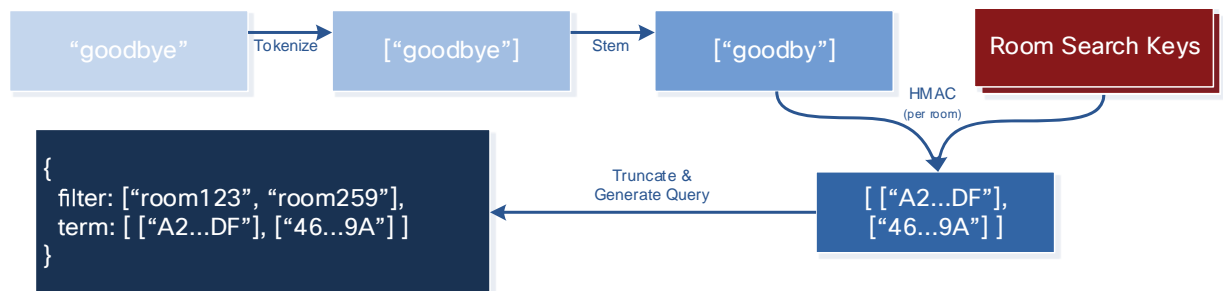 “goodbye”
Tokenize
[“goodbye”]
Stem
[“goodby”]
Room Search Keys
HMAC
(per room)
[ [“A2...DF”],
[“46...9A”] ]
Truncate &
Generate Query
{
filter: [“room123”, “room259”],
term: [ [“A2...DF”], [“46...9A”] ]
}